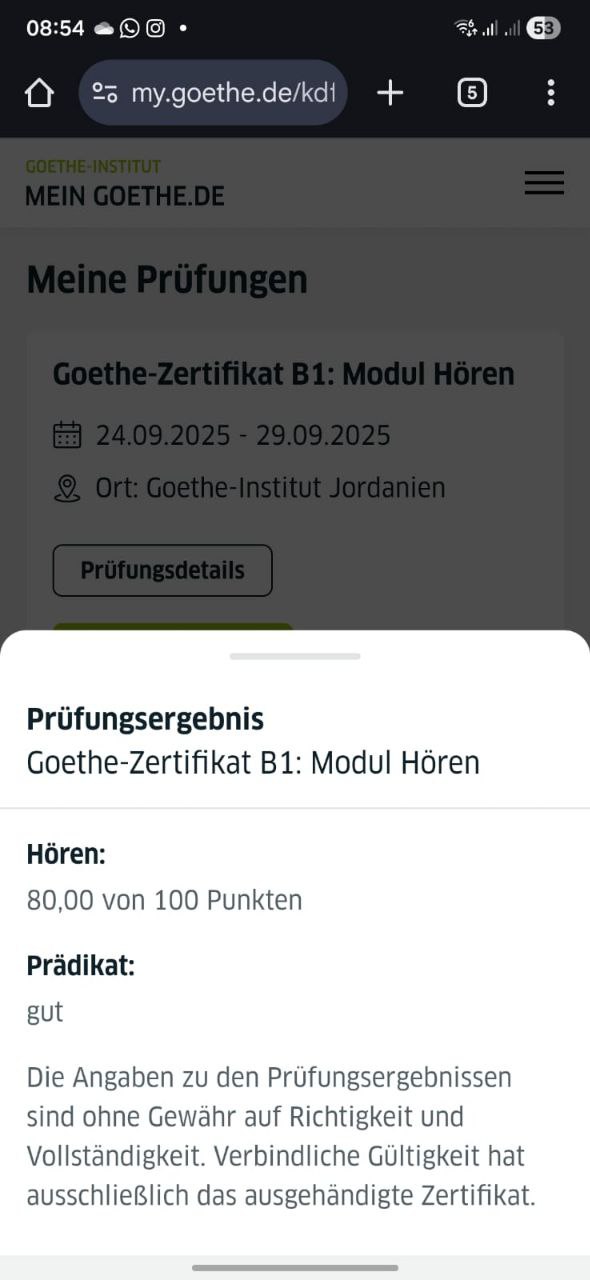 08:54
53
my.goethe.de/kdf
5
GOETHE-INSTITUT
MEIN GOETHE.DE
Meine Prüfungen
Goethe-Zertifikat B1: Modul Hören
24.09.2025 - 29.09.2025
Ort: Goethe-Institut Jordanien
Prüfungsdetails
Prüfungsergebnis
Goethe-Zertifikat B1: Modul Hören
Hören:
80,00 von 100 Punkten
Prädikat:
gut
Die Angaben zu den Prüfungsergebnissen
sind ohne Gewähr auf Richtigkeit und
Vollständigkeit. Verbindliche Gültigkeit hat
ausschließlich das ausgehändigte Zertifikat.